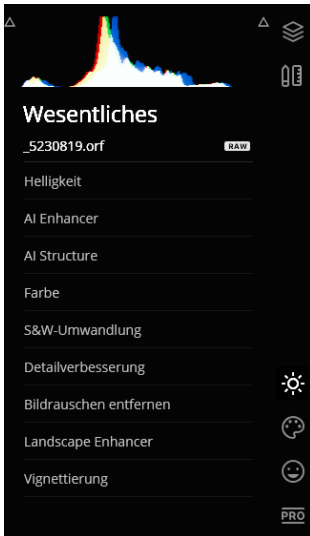 Wesentliches
_5230819.orf RAW
Helligkeit
AI Enhancer
AI Structure
Farbe
S&W-Umwandlung
Detailverbesserung
Bildrauschen entfernen
Landscape Enhancer
Vignettierung
PRO